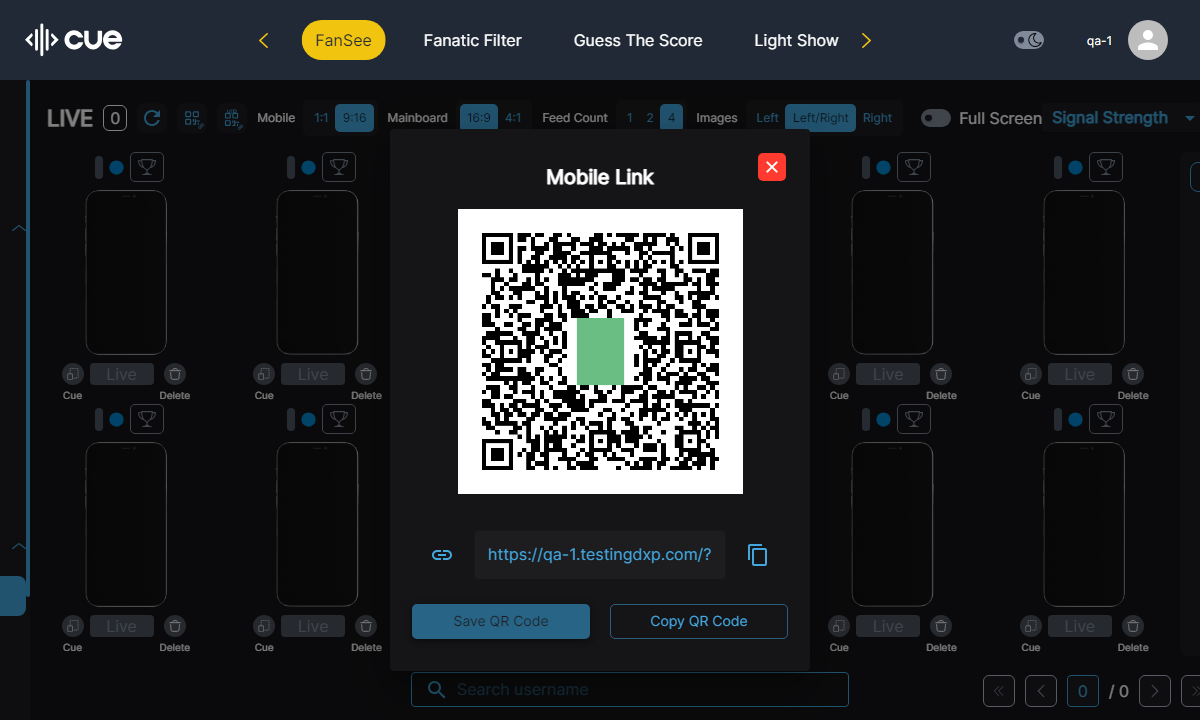 cue
FanSee
Fanatic Filter
Guess The Score
Light Show
qa-1
LIVE 0
Mobile 1:1 9:16
Mainboard 16:9 4:1
Feed Count 1 2 4
Images Left Left/Right Right
Full Screen
Signal Strength
Mobile Link
Live Live Live Live
Cue Delete Cue Delete Cue Delete Cue Delete
Live Live Live Live
Cue Delete Cue Delete Cue Delete Cue Delete
https://qa-1.testingdxp.com/?
Save QR Code
Copy QR Code
Search username
0 / 0